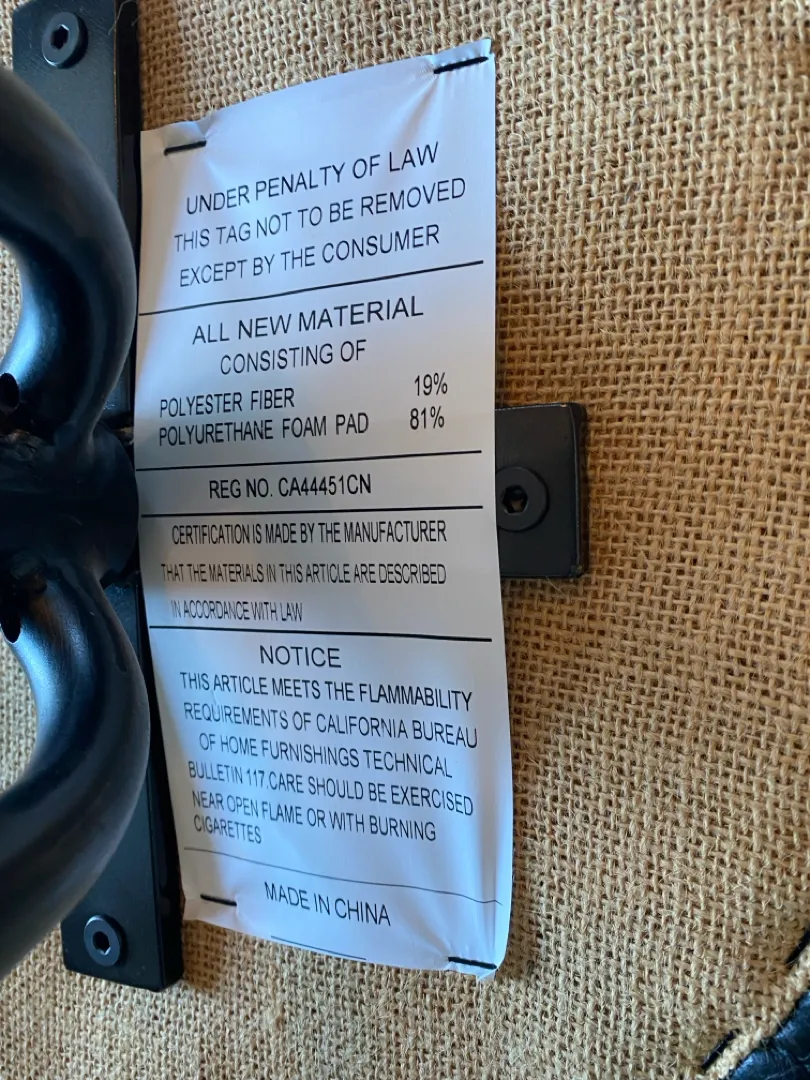 UNDER PENALTY OF LAW
THIS TAG NOT TO BE REMOVED
EXCEPT BY THE CONSUMER
ALL NEW MATERIAL
CONSISTING OF
POLYESTER FIBER 19%
POLYURETHANE FOAM PAD 81%
REG NO. CA44451CN
CERTIFICATION IS MADE BY THE MANUFACTURER
THAT THE MATERIALS IN THIS ARTICLE ARE DESCRIBED
IN ACCORDANCE WITH LAW
NOTICE
THIS ARTICLE MEETS THE FLAMMABILITY
REQUIREMENTS OF CALIFORNIA BUREAU
OF HOME FURNISHINGS TECHNICAL
BULLETIN 117.CARE SHOULD BE EXERCISED
NEAR OPEN FLAME OR WITH BURNING
CIGARETTES
MADE IN CHINA